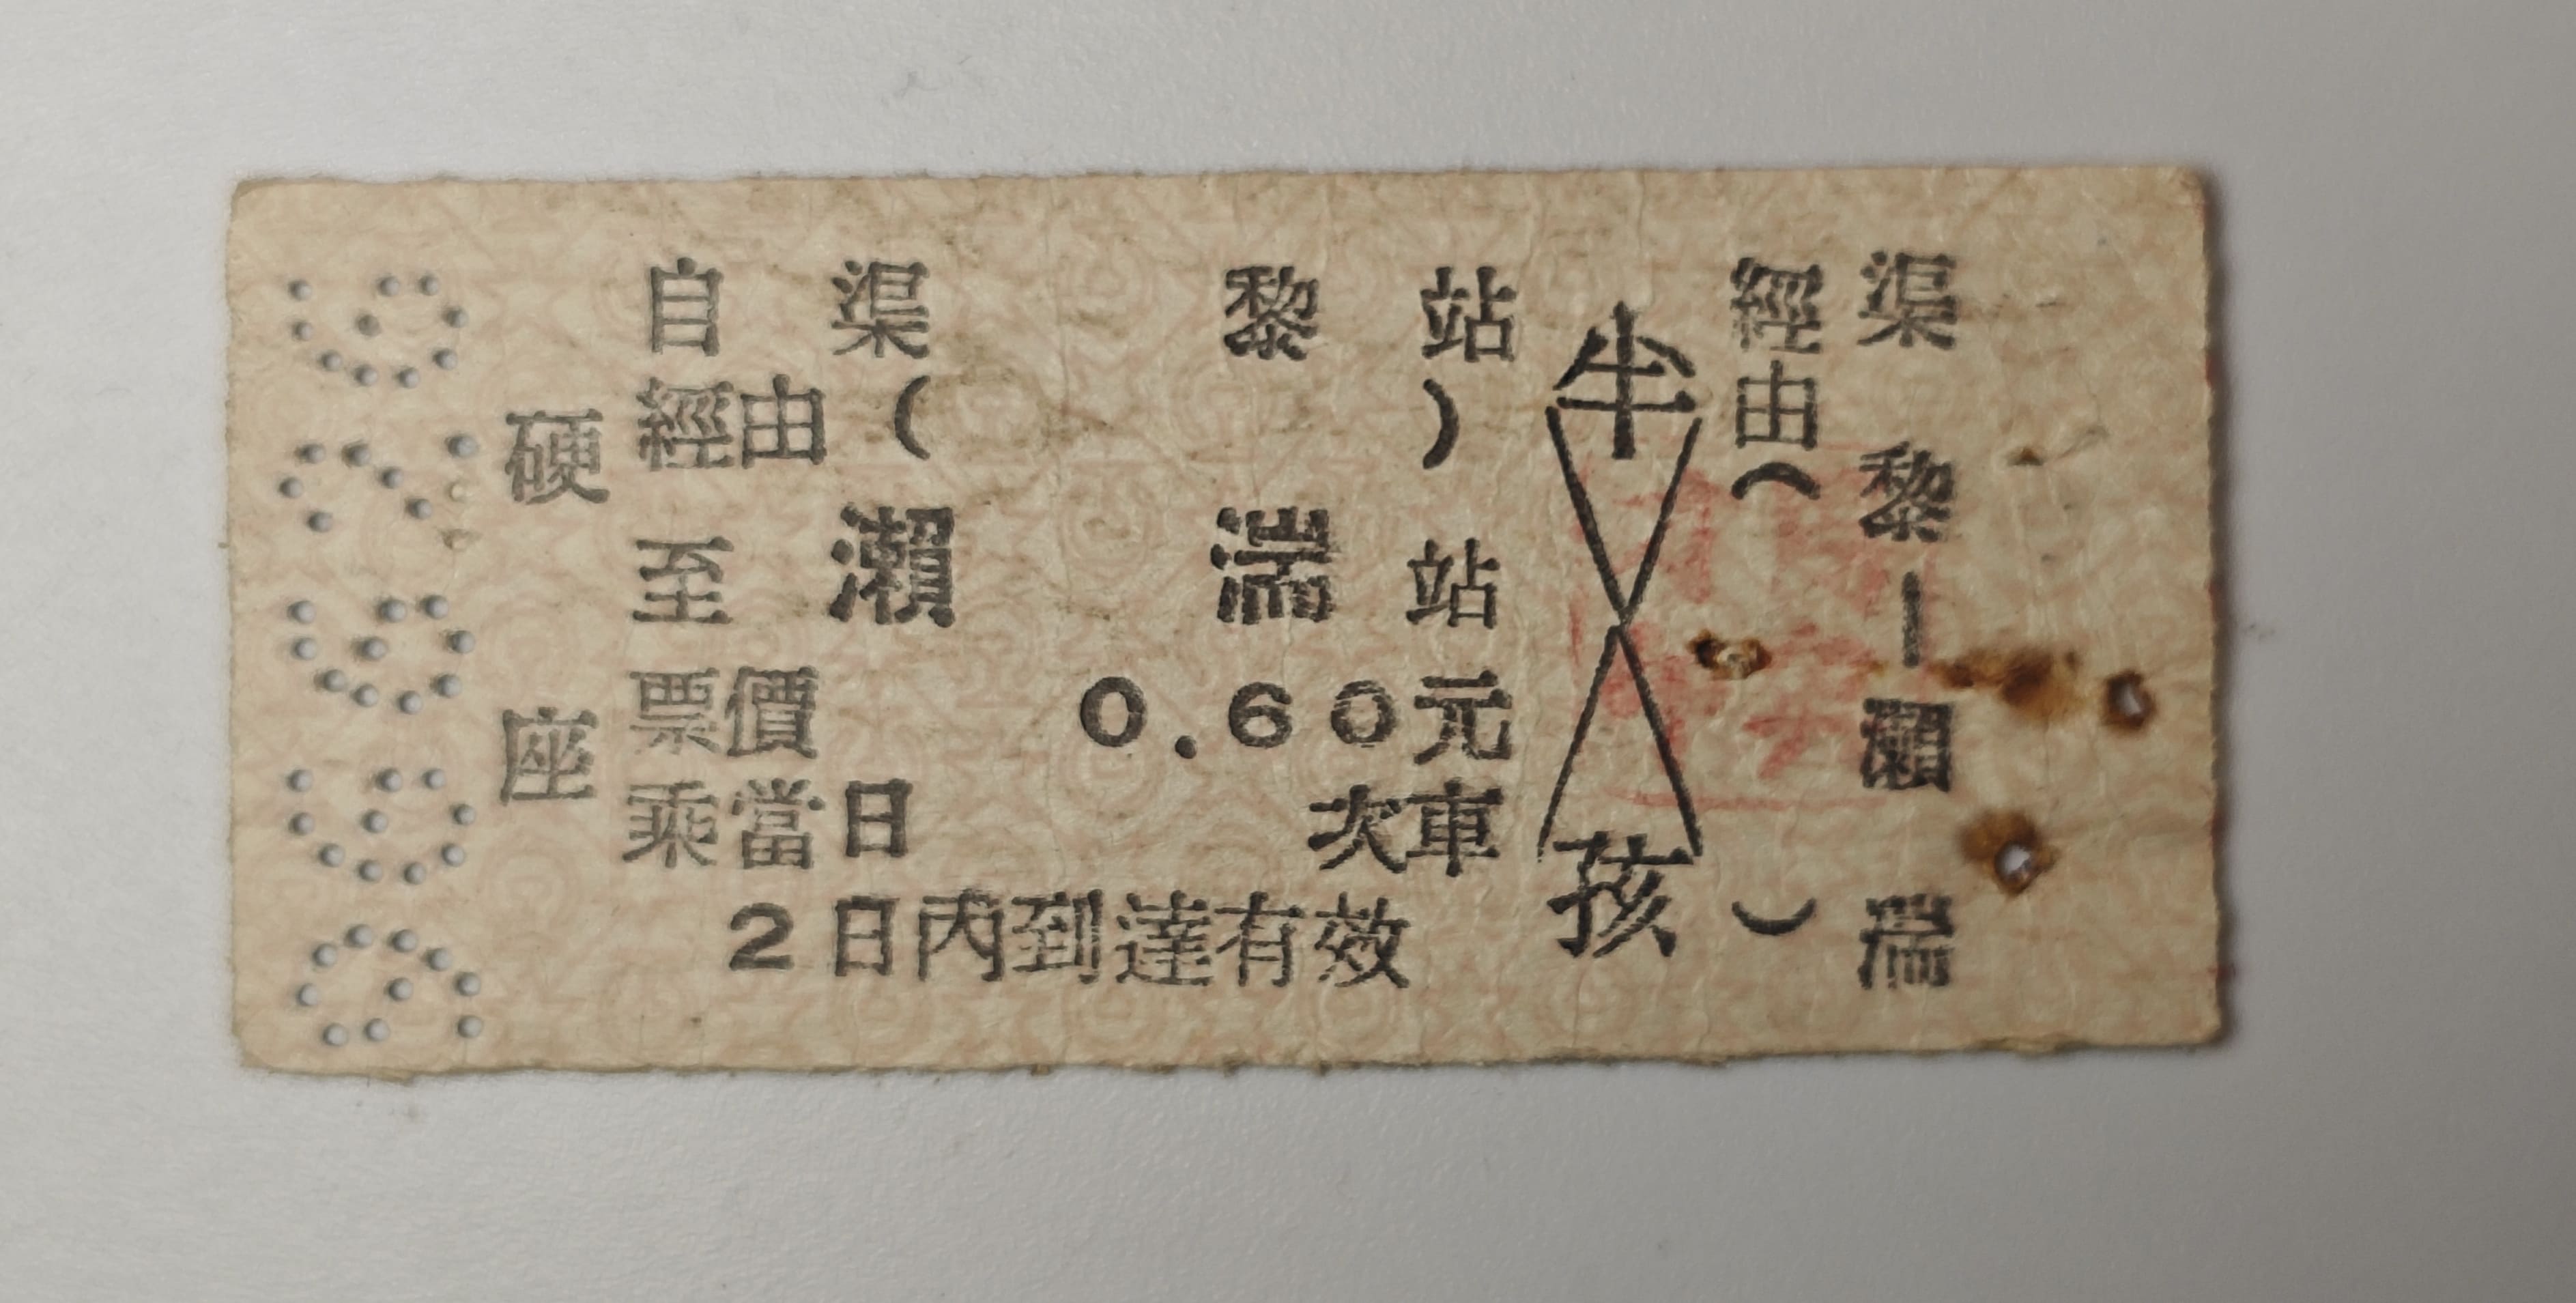 硬座
自渠黎站
經由( )
至瀨湍站
票價 0.60元
乘當日 次車
2日内到達有效
半孩
經由( )
渠黎—瀨湍